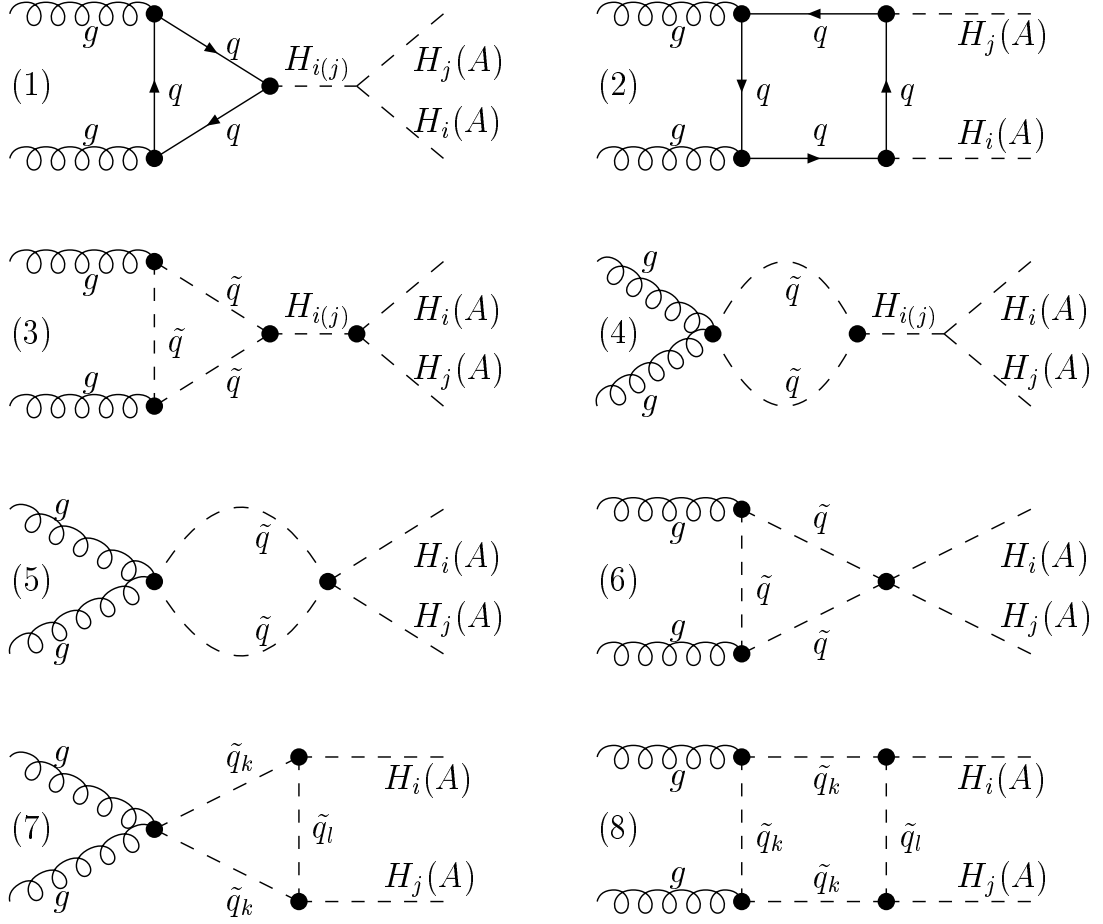 g
q
H_{i(j)}
H_j(A)
(1)
q
g
q
H_i(A)
g
q
H_j(A)
(2)
q
q
g
q
H_i(A)
g
q̃
H_{i(j)}
H_i(A)
(3)
q̃
g
q̃
H_j(A)
g
q̃
H_{i(j)}
H_i(A)
(4)
g
q̃
H_j(A)
g
q̃
H_i(A)
(5)
g
q̃
H_j(A)
g
q̃
H_i(A)
(6)
q̃
g
q̃
H_j(A)
g
q̃_k
H_i(A)
(7)
q̃_l
g
q̃_k
H_j(A)
g
q̃_k
H_i(A)
(8)
q̃_k
q̃_l
g
q̃_k
H_j(A)